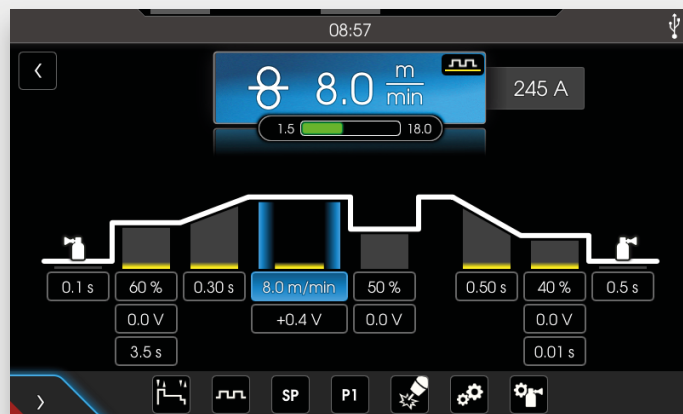 08:57
8.0 m/min
245 A
1.5 18.0
0.1 s 60 % 0.30 s 8.0 m/min 50 % 0.50 s 40 % 0.5 s
0.0 V +0.4 V 0.0 V 0.0 V
3.5 s 0.01 s
SP P1